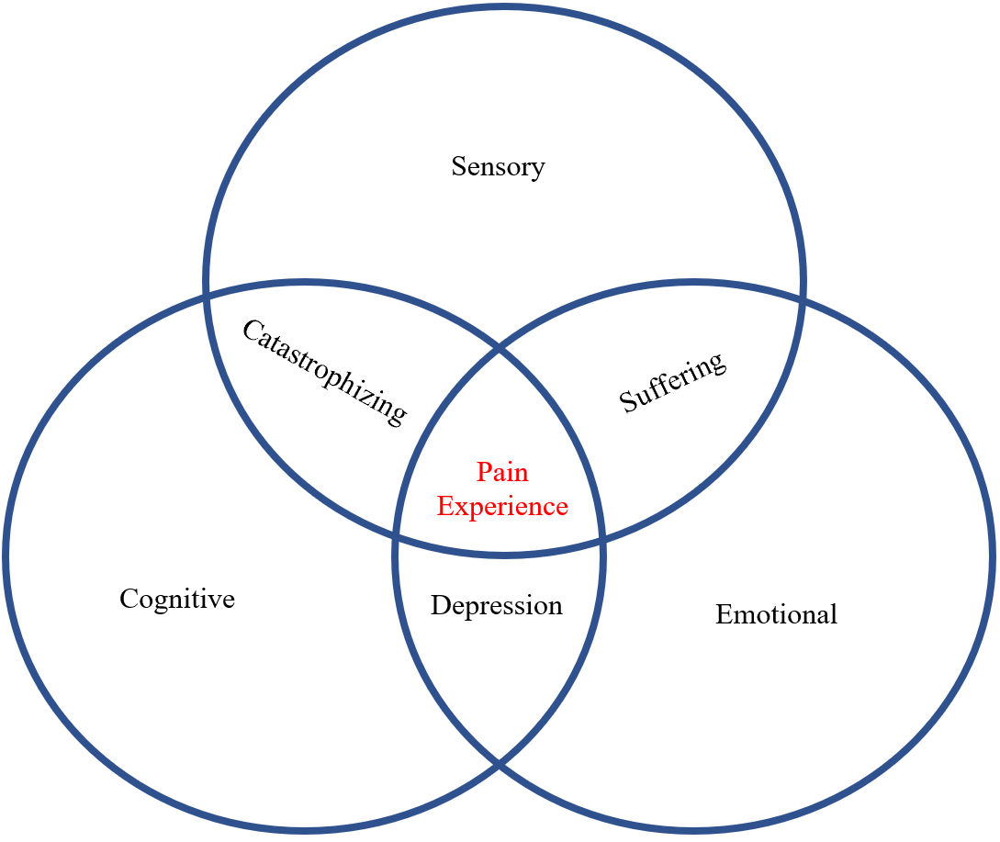 Sensory
Catastrophizing
Suffering
Pain
Experience
Cognitive
Depression
Emotional